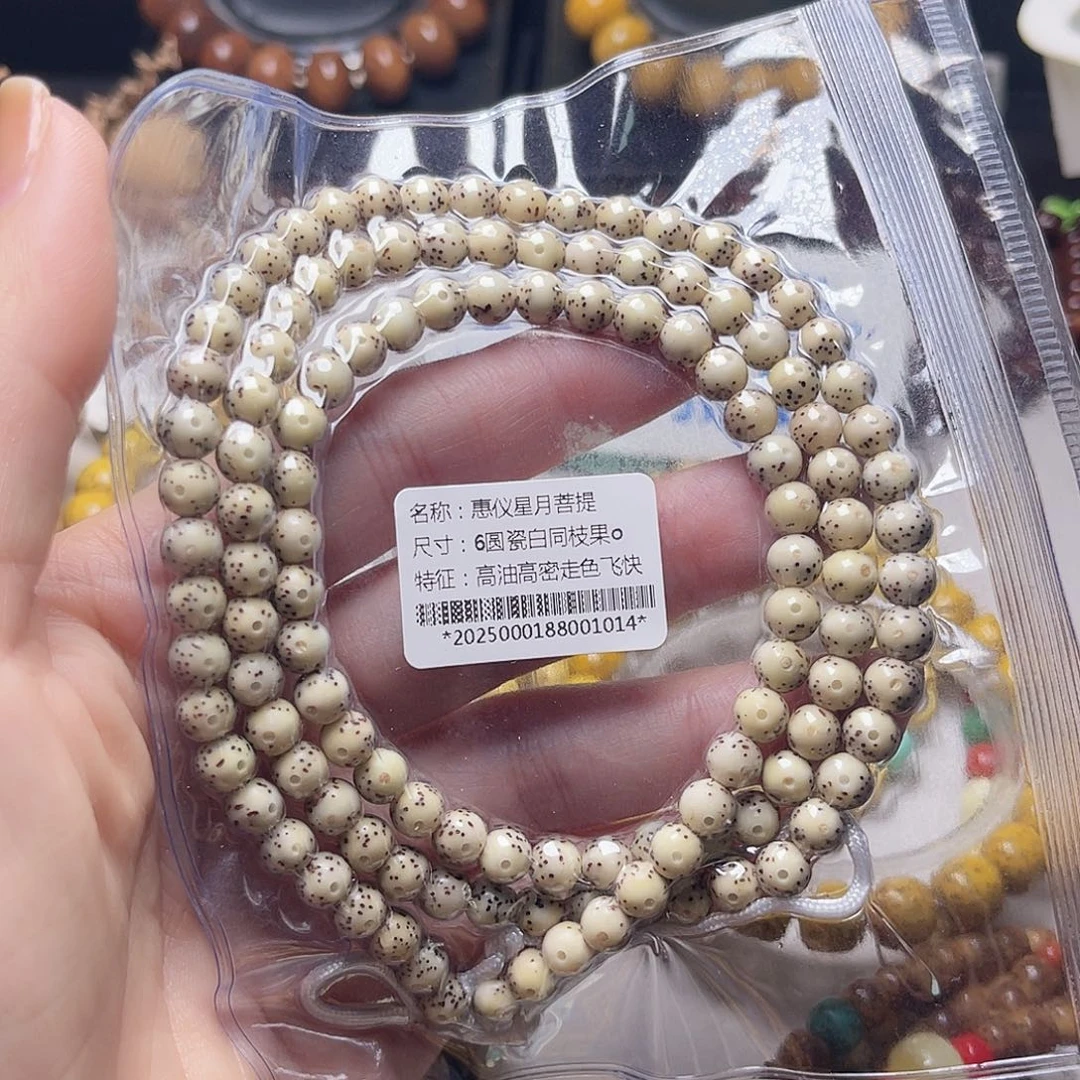 名称：惠仪星月菩提
尺寸：6圆瓷白同枝果
特征：高油高密走色飞快
*2025000188001014*